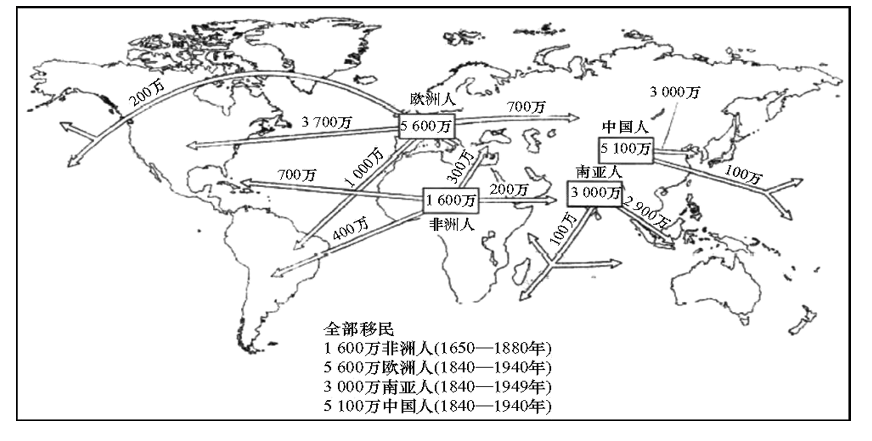 200万
欧洲人
700万
3 000万
3 700万
5 600万
中国人
5 100万
1 000万
300万
南亚人
100万
700万
200万
3 000万
1 600万
非洲人
400万
100万
2 900万
全部移民
1 600万非洲人(1650—1880年)
5 600万欧洲人(1840—1940年)
3 000万南亚人(1840—1949年)
5 100万中国人(1840—1940年)